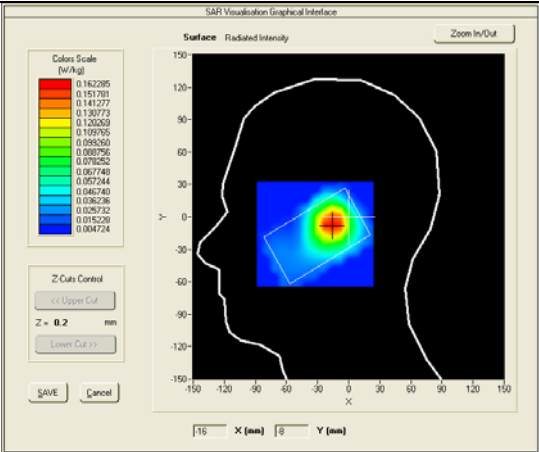 SAR Visualisation Graphical Interface
Surface Radiated Intensity
Zoom In/Out
Colors Scale
(W/kg)
0.162285
0.151781
0.141277
0.130773
0.120269
0.109765
0.099260
0.088756
0.078252
0.067748
0.057244
0.046740
0.036236
0.025732
0.015228
0.004724
Z-Cuts Control
<< Upper Cut
Z = 0.2 mm
Lower Cut >>
SAVE Cancel
150
120
90
60
30
0
-30
-60
-90
-120
-150
Y
-150 -120 -90 -60 -30 0 30 60 90 120 150
X
-16 X (mm) -8 Y (mm)